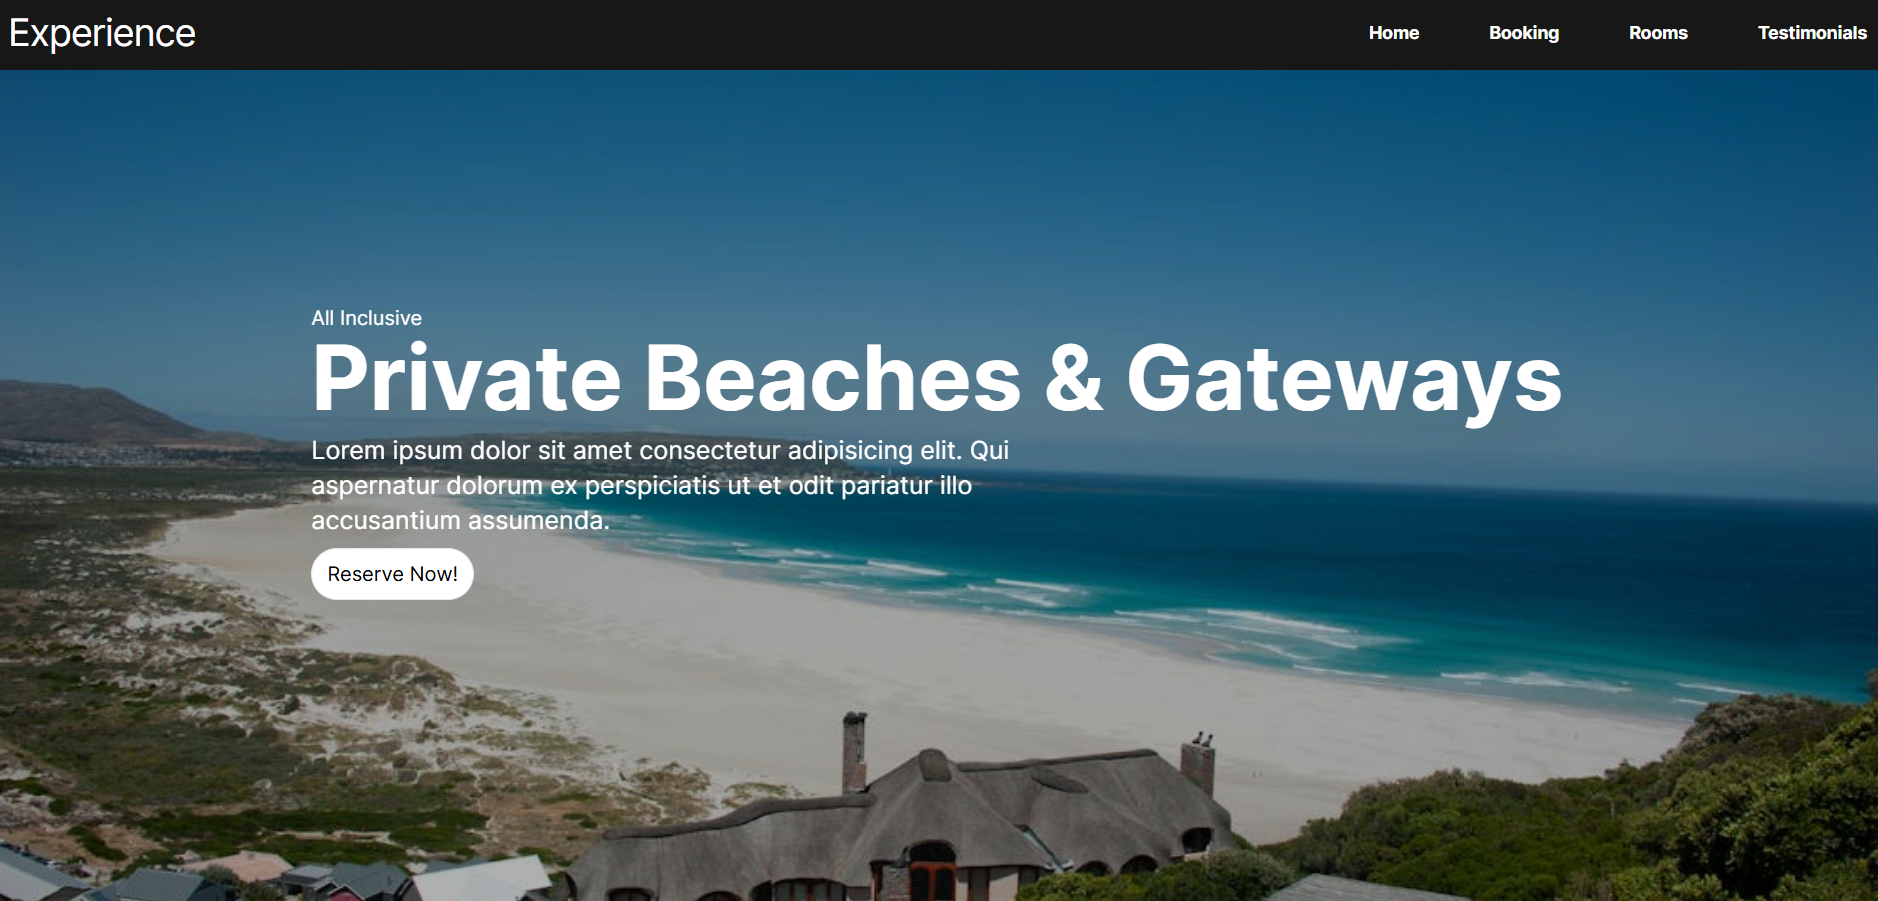 Experience
Home Booking Rooms Testimonials
All Inclusive
Private Beaches & Gateways
Lorem ipsum dolor sit amet consectetur adipisicing elit. Qui
aspernatur dolorum ex perspiciatis ut et odit pariatur illo
accusantium assumenda.
Reserve Now!